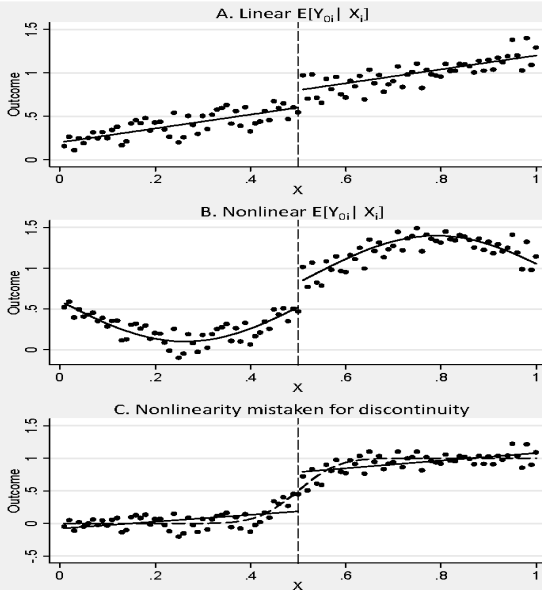 A. Linear E[Y₀ᵢ| Xᵢ]
Outcome
1.5
1
.5
0
0 .2 .4 .6 .8 1
X
B. Nonlinear E[Y₀ᵢ| Xᵢ]
Outcome
1.5
1
.5
0
0 .2 .4 .6 .8 1
X
C. Nonlinearity mistaken for discontinuity
Outcome
1.5
1
.5
0
-.5
0 .2 .4 .6 .8 1
X